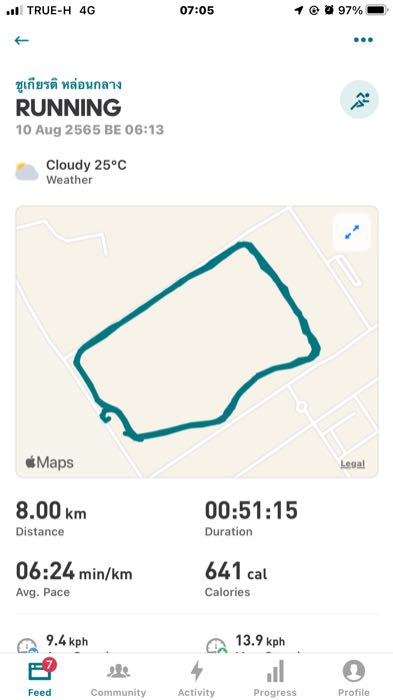 TRUE-H 4G
07:05
97%
ชูเกียรติ หล่อนกลาง
RUNNING
10 Aug 2565 BE 06:13
Cloudy 25°C
Weather
Maps
Legal
8.00 km
00:51:15
Distance
Duration
06:24 min/km
641 cal
Avg. Pace
Calories
9.4 kph
13.9 kph
7
Feed
Community
Activity
Progress
Profile